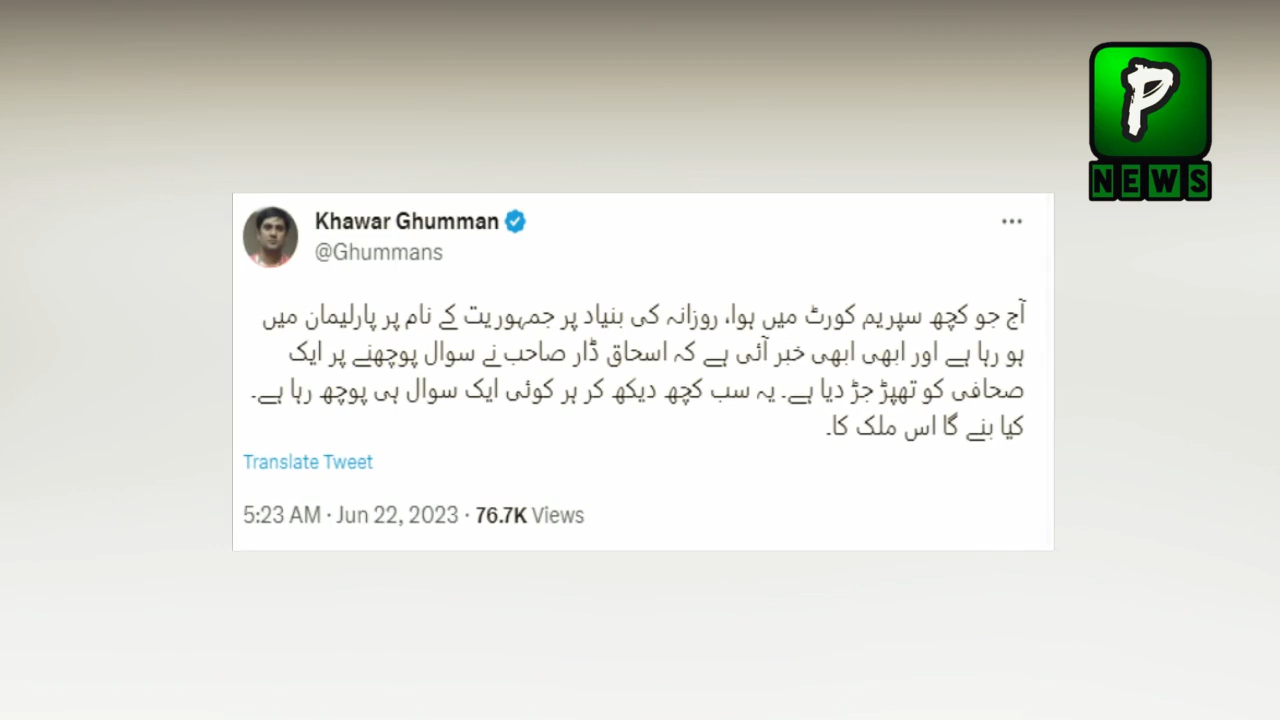 P
NEWS
Khawar Ghumman
@Ghummans
آج جو کچھ سپریم کورٹ میں ہوا، روزانہ کی بنیاد پر جمہوریت کے نام پر پارلیمان میں
ہو رہا ہے اور ابھی ابھی خبر آئی ہے کہ اسحاق ڈار صاحب نے سوال پوچھنے پر ایک
صحافی کو تھپڑ جڑ دیا ہے۔ یہ سب کچھ دیکھ کر ہر کوئی ایک سوال ہی پوچھ رہا ہے۔
کیا بنے گا اس ملک کا۔
Translate Tweet
5:23 AM · Jun 22, 2023 · 76.7K Views